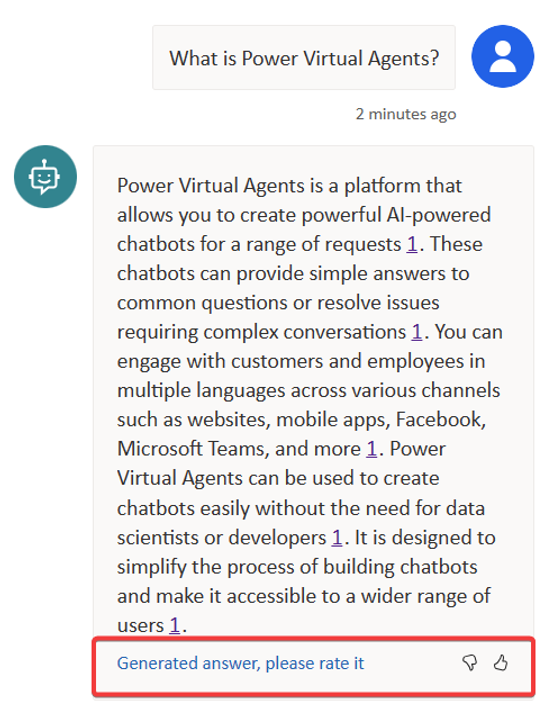 What is Power Virtual Agents?
2 minutes ago
Power Virtual Agents is a platform that
allows you to create powerful AI-powered
chatbots for a range of requests 1. These
chatbots can provide simple answers to
common questions or resolve issues
requiring complex conversations 1. You can
engage with customers and employees in
multiple languages across various channels
such as websites, mobile apps, Facebook,
Microsoft Teams, and more 1. Power
Virtual Agents can be used to create
chatbots easily without the need for data
scientists or developers 1. It is designed to
simplify the process of building chatbots
and make it accessible to a wider range of
users 1.
Generated answer, please rate it